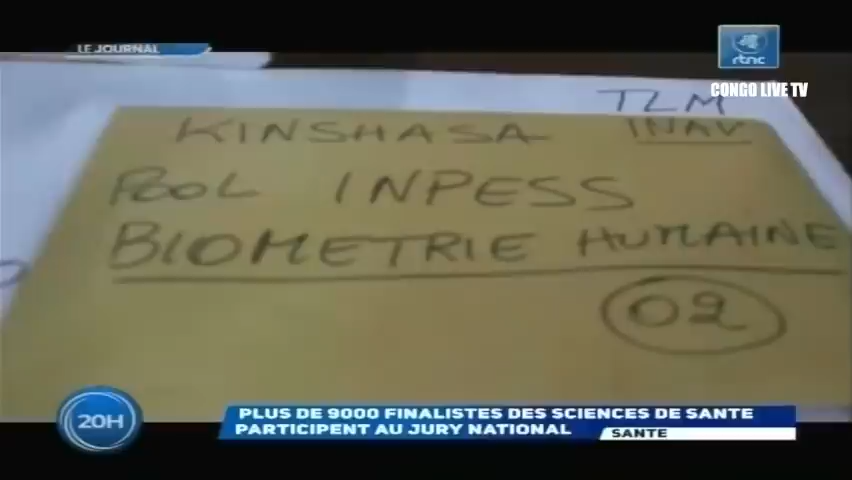 LE JOURNAL
rtnc
CONGO LIVE TV
TLM
KINSHASA INAV
POOL INPESS
BIOMETRIE HUMAINE
02
20H
PLUS DE 9000 FINALISTES DES SCIENCES DE SANTE
PARTICIPENT AU JURY NATIONAL
SANTE